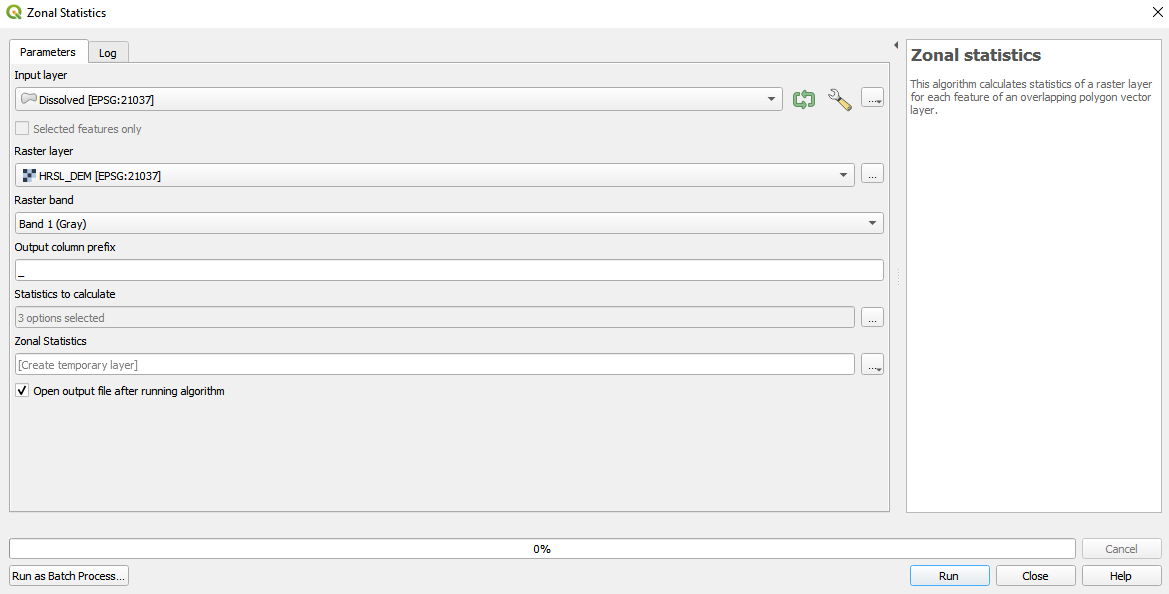 Zonal Statistics
Parameters
Log
Input layer
Dissolved [EPSG:21037]
...
Selected features only
Raster layer
HRSL_DEM [EPSG:21037]
...
Raster band
Band 1 (Gray)
Output column prefix
_
Statistics to calculate
3 options selected
...
Zonal Statistics
[Create temporary layer]
...
Open output file after running algorithm
Zonal statistics
This algorithm calculates statistics of a raster layer
for each feature of an overlapping polygon vector
layer.
0%
Cancel
Run as Batch Process...
Run
Close
Help